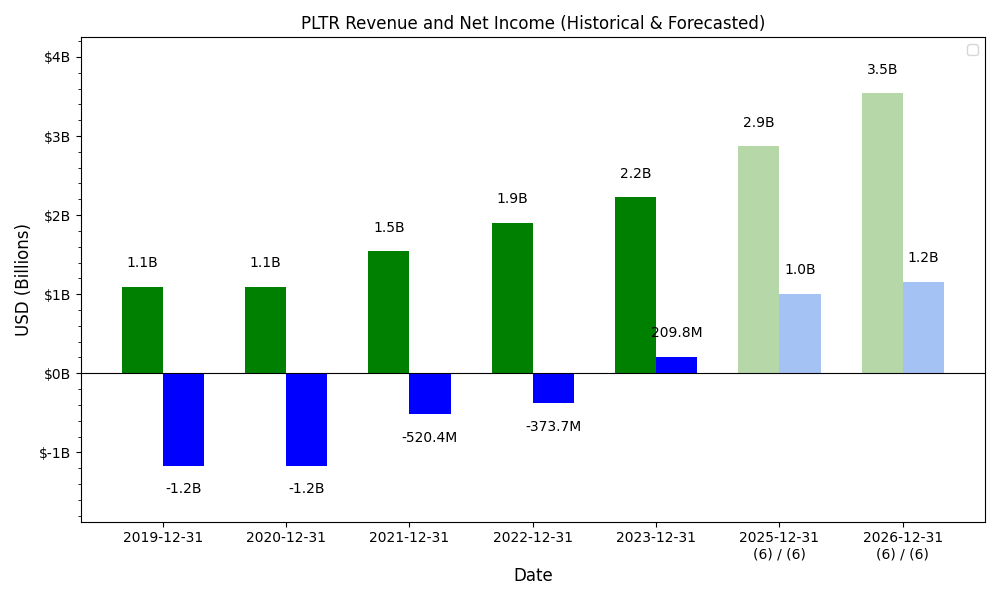 PLTR Revenue and Net Income (Historical & Forecasted)
USD (Billions)
$4B
$3B
$2B
$1B
$0B
$-1B
1.1B
-1.2B
1.1B
-1.2B
1.5B
-520.4M
1.9B
-373.7M
2.2B
209.8M
2.9B
1.0B
3.5B
1.2B
2019-12-31
2020-12-31
2021-12-31
2022-12-31
2023-12-31
2025-12-31
(6) / (6)
2026-12-31
(6) / (6)
Date